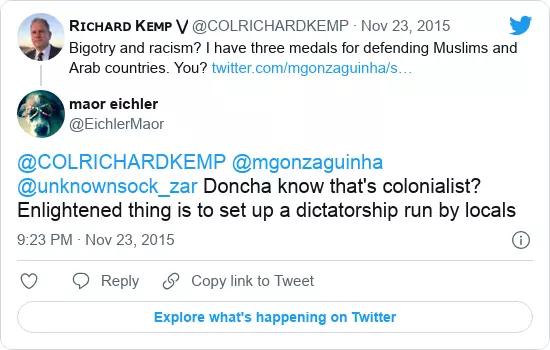 Rɪᴄʜᴀʀᴅ Kᴇᴍᴘ ⋁ @COLRICHARDKEMP · Nov 23, 2015
Bigotry and racism? I have three medals for defending Muslims and
Arab countries. You? twitter.com/mgonzaguinha/s…
maor eichler
@EichlerMaor
@COLRICHARDKEMP @mgonzaguinha
@unknownsock_zar Doncha know that's colonialist?
Enlightened thing is to set up a dictatorship run by locals
9:23 PM · Nov 23, 2015
Reply
Copy link to Tweet
Explore what's happening on Twitter